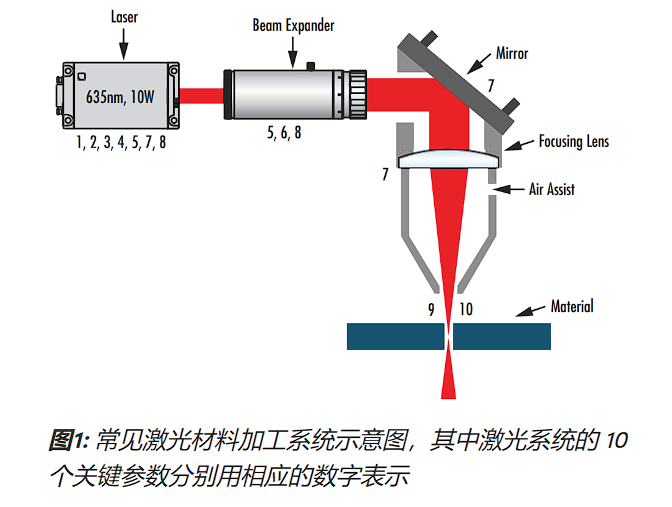 Laser
Beam Expander
Mirror
7
635nm, 10W
1, 2, 3, 4, 5, 7, 8
5, 6, 8
Focusing Lens
7
Air Assist
9
10
Material
图1: 常见激光材料加工系统示意图，其中激光系统的 10
个关键参数分别用相应的数字表示